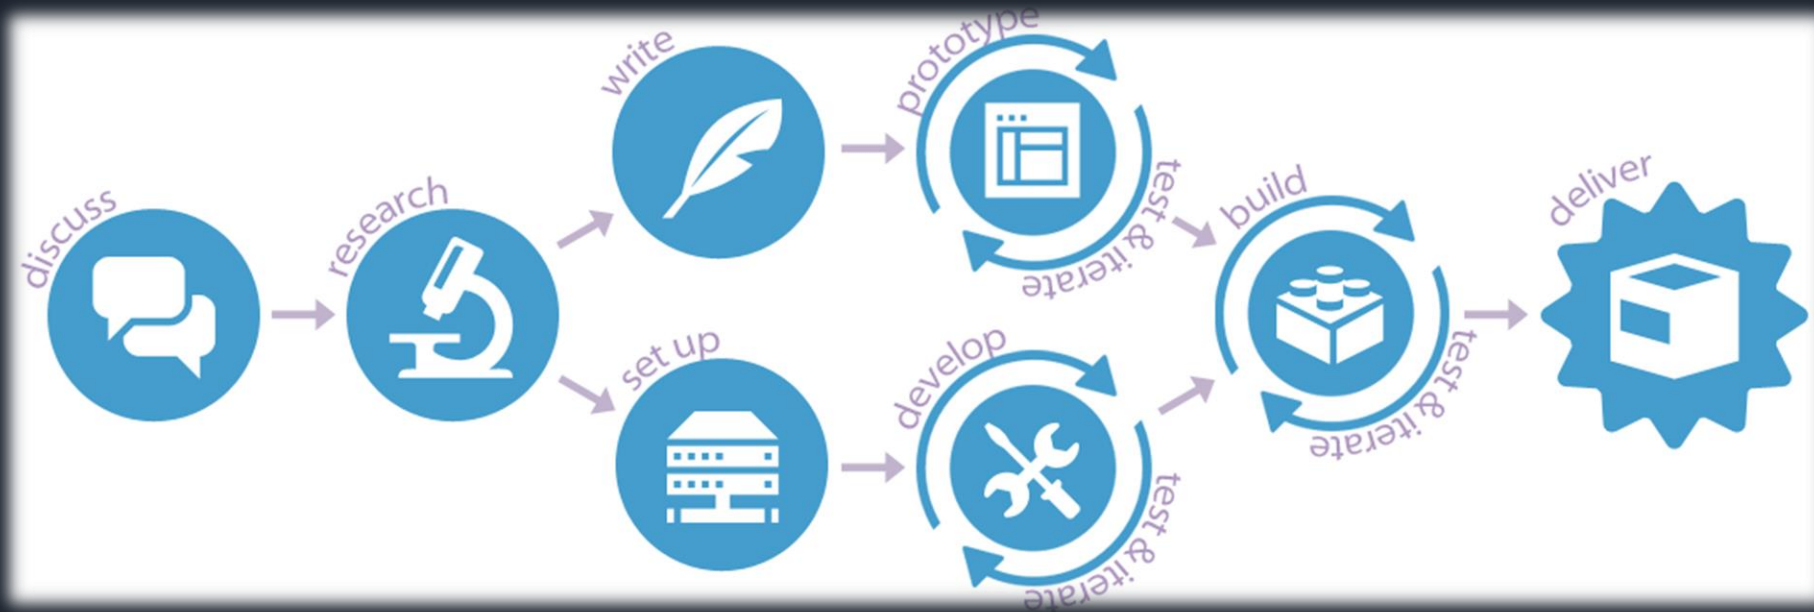 discuss
research
write
prototype
test & iterate
set up
develop
test & iterate
build
test & iterate
deliver